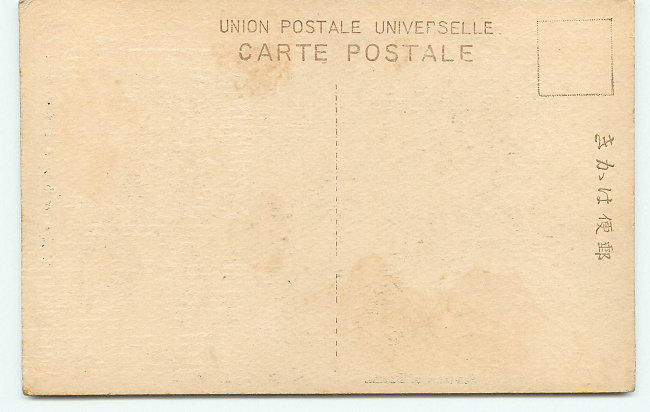 UNION POSTALE UNIVERSELLE.
CARTE POSTALE
きかは便郵